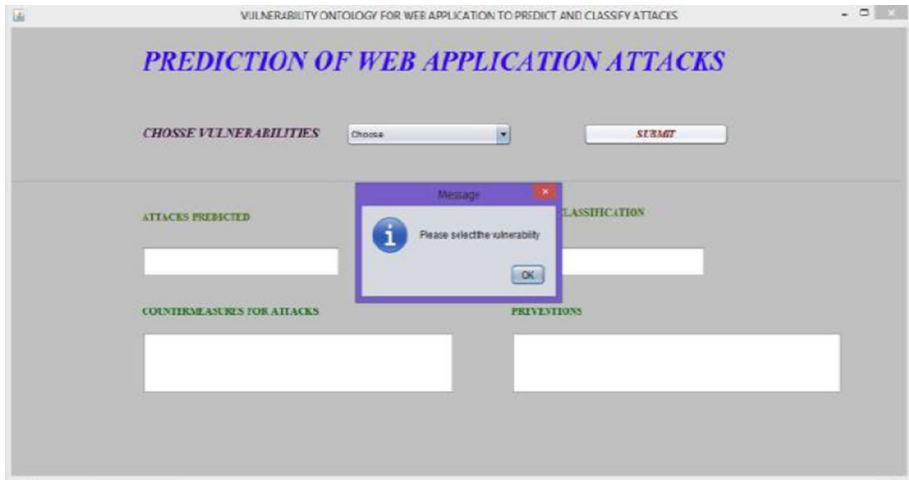 VULNERABILITY ONTOLOGY FOR WEB APPLICATION TO PREDICT AND CLASSIFY ATTACKS
PREDICTION OF WEB APPLICATION ATTACKS
CHOSSE VULNERABILITIES
Choose
SUBMIT
Message
ATTACKS PREDICTED
CLASSIFICATION
Please selectthe vulnerability
OK
COUNTERMEASURES FOR ATTACKS
PREVENTIONS